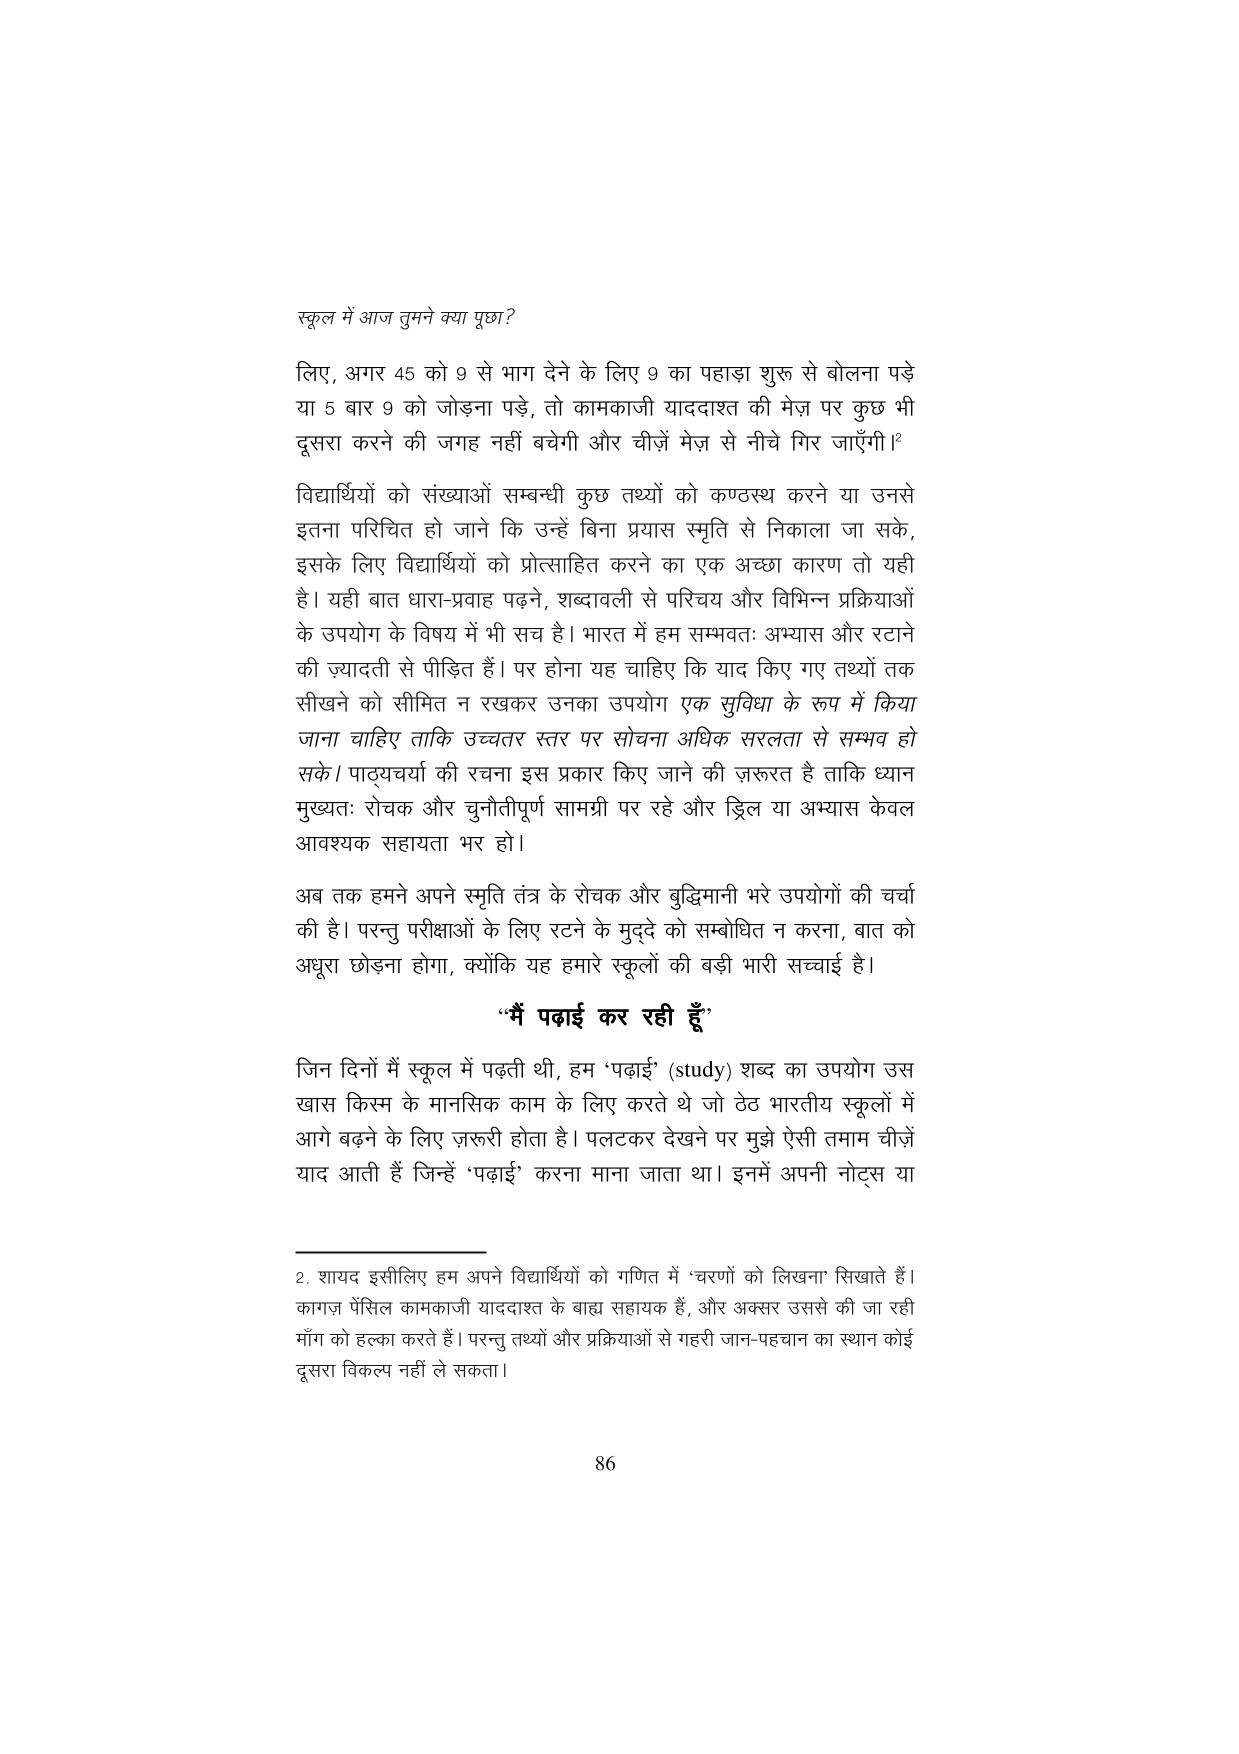 स्कूल में आज तुमने क्या पूछा?
लिए, अगर 45 को 9 से भाग देने के लिए 9 का पहाड़ा शुरू से बोलना पड़े
या 5 बार 9 को जोड़ना पड़े, तो कामकाजी याददाश्त की मेज़ पर कुछ भी
दूसरा करने की जगह नहीं बचेगी और चीज़ें मेज़ से नीचे गिर जाएँगी।²
विद्यार्थियों को संख्याओं सम्बन्धी कुछ तथ्यों को कण्ठस्थ करने या उनसे
इतना परिचित हो जाने कि उन्हें बिना प्रयास स्मृति से निकाला जा सके,
इसके लिए विद्यार्थियों को प्रोत्साहित करने का एक अच्छा कारण तो यही
है। यही बात धारा-प्रवाह पढ़ने, शब्दावली से परिचय और विभिन्न प्रक्रियाओं
के उपयोग के विषय में भी सच है। भारत में हम सम्भवतः अभ्यास और रटाने
की ज़्यादती से पीड़ित हैं। पर होना यह चाहिए कि याद किए गए तथ्यों तक
सीखने को सीमित न रखकर उनका उपयोग एक सुविधा के रूप में किया
जाना चाहिए ताकि उच्चतर स्तर पर सोचना अधिक सरलता से सम्भव हो
सके। पाठ्यचर्या की रचना इस प्रकार किए जाने की ज़रूरत है ताकि ध्यान
मुख्यतः रोचक और चुनौतीपूर्ण सामग्री पर रहे और ड्रिल या अभ्यास केवल
आवश्यक सहायता भर हो।
अब तक हमने अपने स्मृति तंत्र के रोचक और बुद्धिमानी भरे उपयोगों की चर्चा
की है। परन्तु परीक्षाओं के लिए रटने के मुद्दे को सम्बोधित न करना, बात को
अधूरा छोड़ना होगा, क्योंकि यह हमारे स्कूलों की बड़ी भारी सच्चाई है।
“मैं पढ़ाई कर रही हूँ”
जिन दिनों मैं स्कूल में पढ़ती थी, हम ‘पढ़ाई’ (study) शब्द का उपयोग उस
खास किस्म के मानसिक काम के लिए करते थे जो ठेठ भारतीय स्कूलों में
आगे बढ़ने के लिए ज़रूरी होता है। पलटकर देखने पर मुझे ऐसी तमाम चीज़ें
याद आती हैं जिन्हें ‘पढ़ाई’ करना माना जाता था। इनमें अपनी नोट्स या
2. शायद इसीलिए हम अपने विद्यार्थियों को गणित में ‘चरणों को लिखना’ सिखाते हैं।
कागज़ पेंसिल कामकाजी याददाश्त के बाह्य सहायक हैं, और अक्सर उससे की जा रही
माँग को हल्का करते हैं। परन्तु तथ्यों और प्रक्रियाओं से गहरी जान-पहचान का स्थान कोई
दूसरा विकल्प नहीं ले सकता।
86